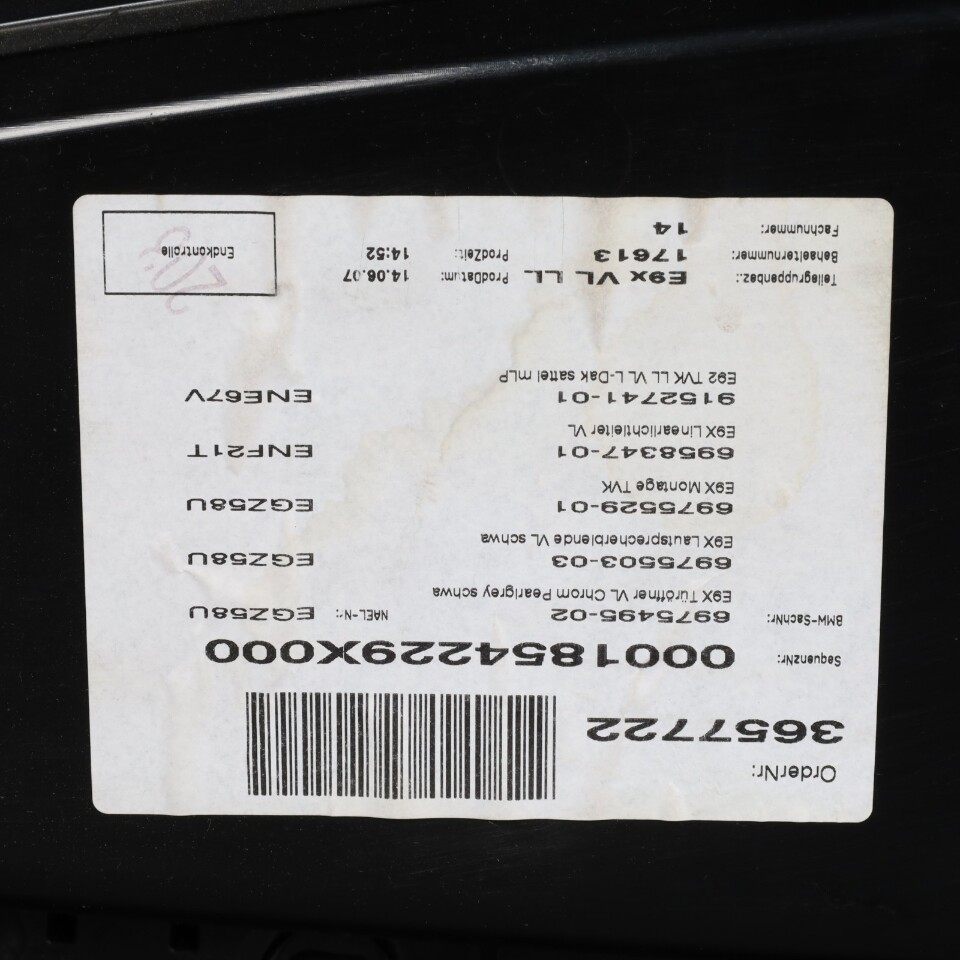 OrderNr:
3657722
SequenzNr: 0001854229X000
BMW-SachNr: 6975495-02 NAEL-Nr: EGZ58U
E9X Türöffner VL Chrom Pearlgrey schwa
6975503-03 EGZ58U
E9X Lautsprecherblende VL schwa
6975529-01 EGZ58U
E9X Montage TVK
6958347-01 ENF21T
E9X Linearlichtleiter VL
9152741-01 ENE67V
E92 TVK LL VL L-Dak sattel mLP
Teilegruppenbez.: E9x VL LL ProdDatum: 14.06.07
Behaelternummer: 17613 ProdZeit: 14:52
Fachnummer: 14
Endkontrolle